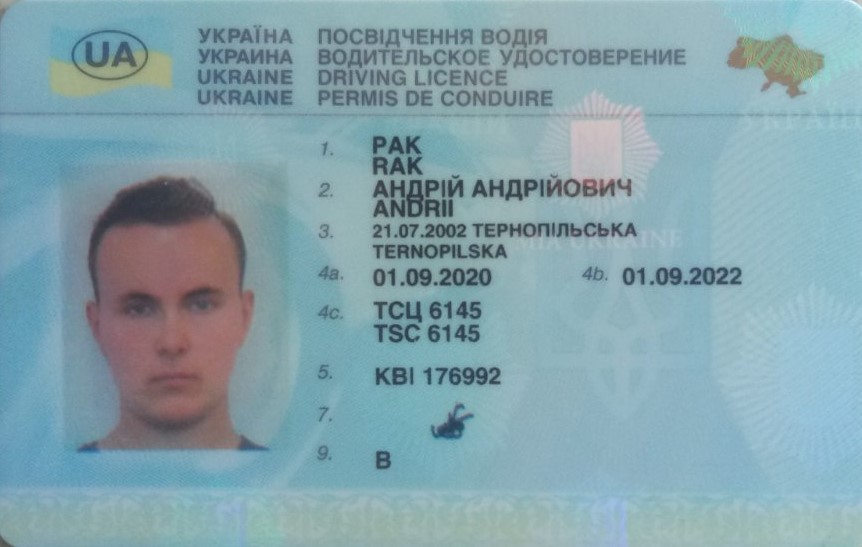 UA
УКРАЇНА ПОСВІДЧЕННЯ ВОДІЯ
УКРАИНА ВОДИТЕЛЬСКОЕ УДОСТОВЕРЕНИЕ
UKRAINE DRIVING LICENCE
UKRAINE PERMIS DE CONDUIRE
1. РАК
RAK
2. АНДРІЙ АНДРІЙОВИЧ
ANDRII
3. 21.07.2002 ТЕРНОПІЛЬСЬКА
TERNOPILSKA
4a. 01.09.2020 4b. 01.09.2022
4c. ТСЦ 6145
TSC 6145
5. КВІ 176992
7.
9. B